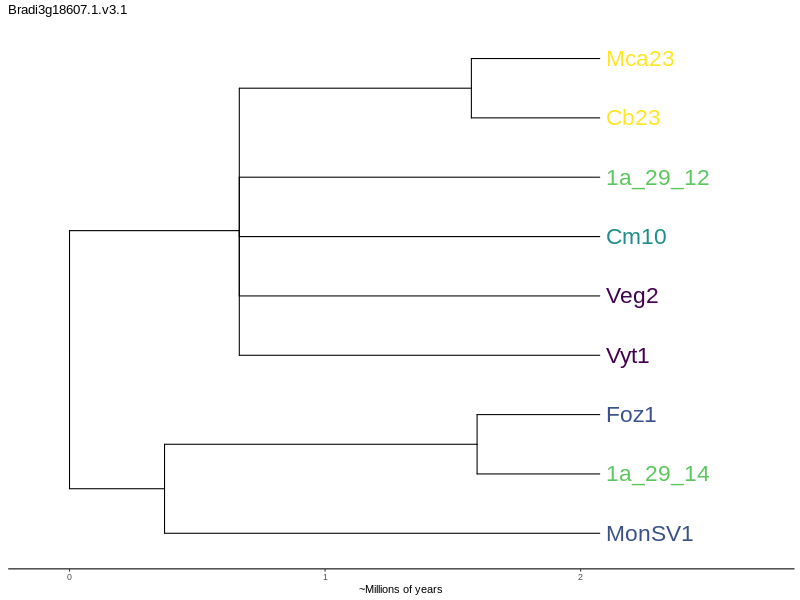 Bradi3g18607.1.v3.1
Mca23
Cb23
1a_29_12
Cm10
Veg2
Vyt1
Foz1
1a_29_14
MonSV1
0 1 2
~Millions of years